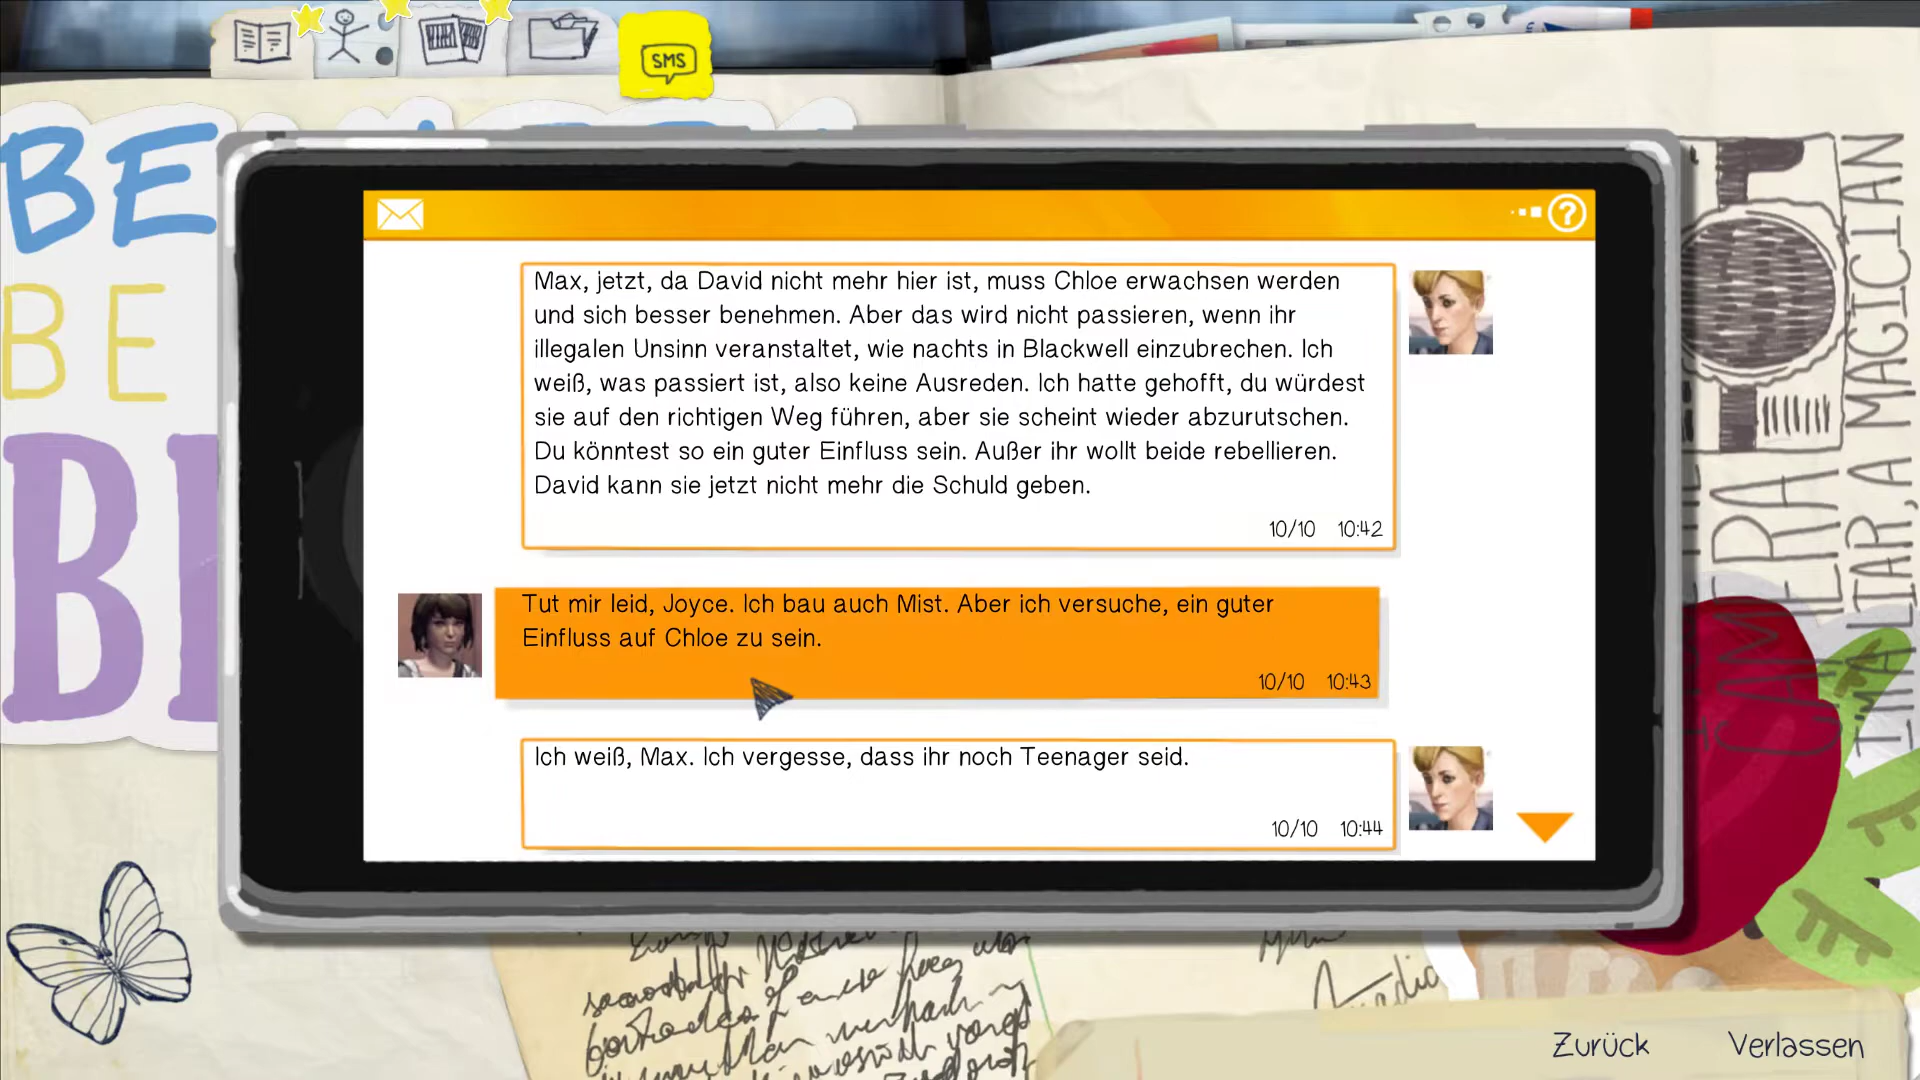 SMS
BE
BE
Max, jetzt, da David nicht mehr hier ist, muss Chloe erwachsen werden
und sich besser benehmen. Aber das wird nicht passieren, wenn ihr
illegalen Unsinn veranstaltet, wie nachts in Blackwell einzubrechen. Ich
weiß, was passiert ist, also keine Ausreden. Ich hatte gehofft, du würdest
sie auf den richtigen Weg führen, aber sie scheint wieder abzurutschen.
Du könntest so ein guter Einfluss sein. Außer ihr wollt beide rebellieren.
David kann sie jetzt nicht mehr die Schuld geben.
10/10 10:42
Tut mir leid, Joyce. Ich bau auch Mist. Aber ich versuche, ein guter
Einfluss auf Chloe zu sein.
10/10 10:43
Ich weiß, Max. Ich vergesse, dass ihr noch Teenager seid.
10/10 10:44
CAMERA
LIAR, A MAGICIAN
Zurück Verlassen